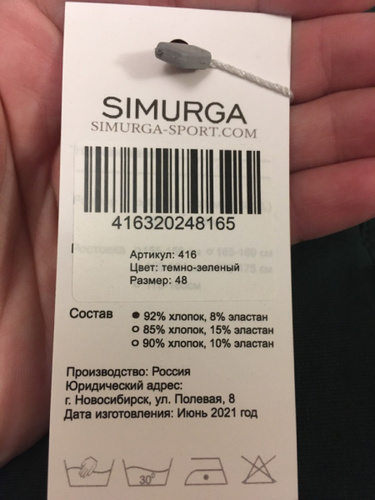 SIMURGA
SIMURGA-SPORT.COM
416320248165
Артикул: 416
Цвет: темно-зеленый
Размер: 48
Состав
92% хлопок, 8% эластан
85% хлопок, 15% эластан
90% хлопок, 10% эластан
Производство: Россия
Юридический адрес:
г. Новосибирск, ул. Полевая, 8
Дата изготовления: Июнь 2021 год
30°